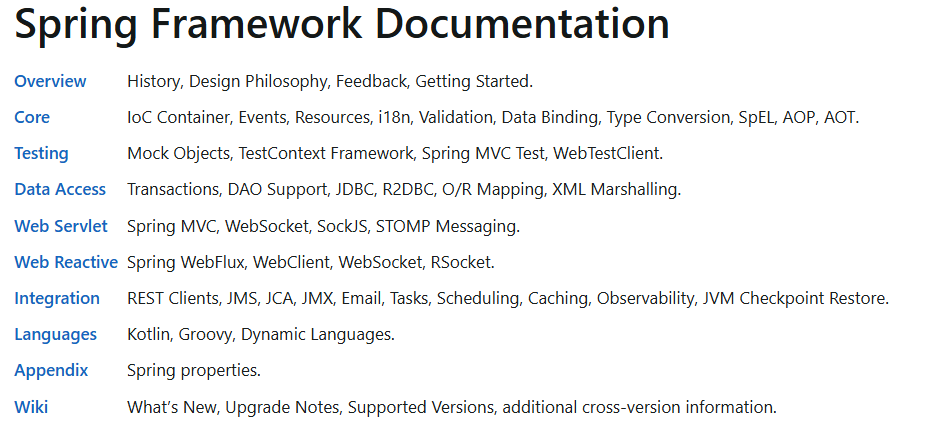 Spring Framework Documentation
Overview History, Design Philosophy, Feedback, Getting Started.
Core IoC Container, Events, Resources, i18n, Validation, Data Binding, Type Conversion, SpEL, AOP, AOT.
Testing Mock Objects, TestContext Framework, Spring MVC Test, WebTestClient.
Data Access Transactions, DAO Support, JDBC, R2DBC, O/R Mapping, XML Marshalling.
Web Servlet Spring MVC, WebSocket, SockJS, STOMP Messaging.
Web Reactive Spring WebFlux, WebClient, WebSocket, RSocket.
Integration REST Clients, JMS, JCA, JMX, Email, Tasks, Scheduling, Caching, Observability, JVM Checkpoint Restore.
Languages Kotlin, Groovy, Dynamic Languages.
Appendix Spring properties.
Wiki What’s New, Upgrade Notes, Supported Versions, additional cross-version information.